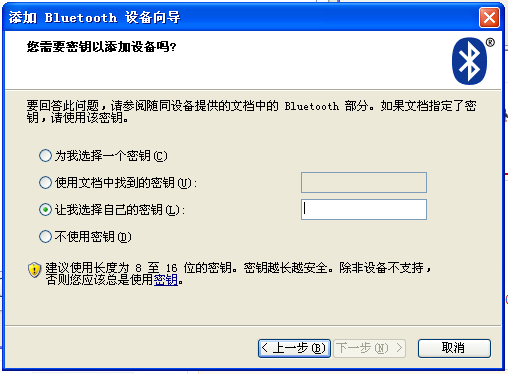 添加 Bluetooth 设备向导
您需要密钥以添加设备吗?
®
要回答此问题，请参阅随同设备提供的文档中的 Bluetooth 部分。如果文档指定了密
钥，请使用该密钥。
为我选择一个密钥(C)
使用文档中找到的密钥(U):
让我选择自己的密钥(L):
不使用密钥(D)
建议使用长度为 8 至 16 位的密钥。密钥越长越安全。除非设备不支持，
否则您应该总是使用密钥。
< 上一步(B) 下一步(N) > 取消